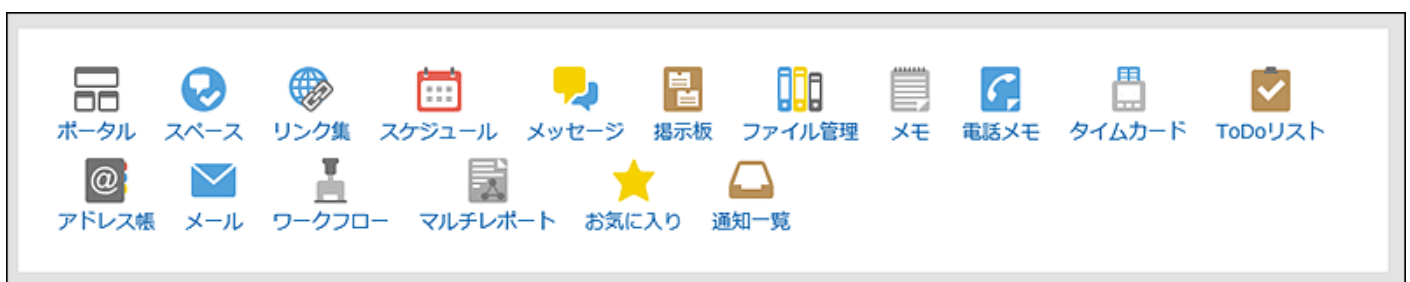 ポータル スペース リンク集 スケジュール メッセージ 掲示板 ファイル管理 メモ 電話メモ タイムカード ToDoリスト
アドレス帳 メール ワークフロー マルチレポート お気に入り 通知一覧